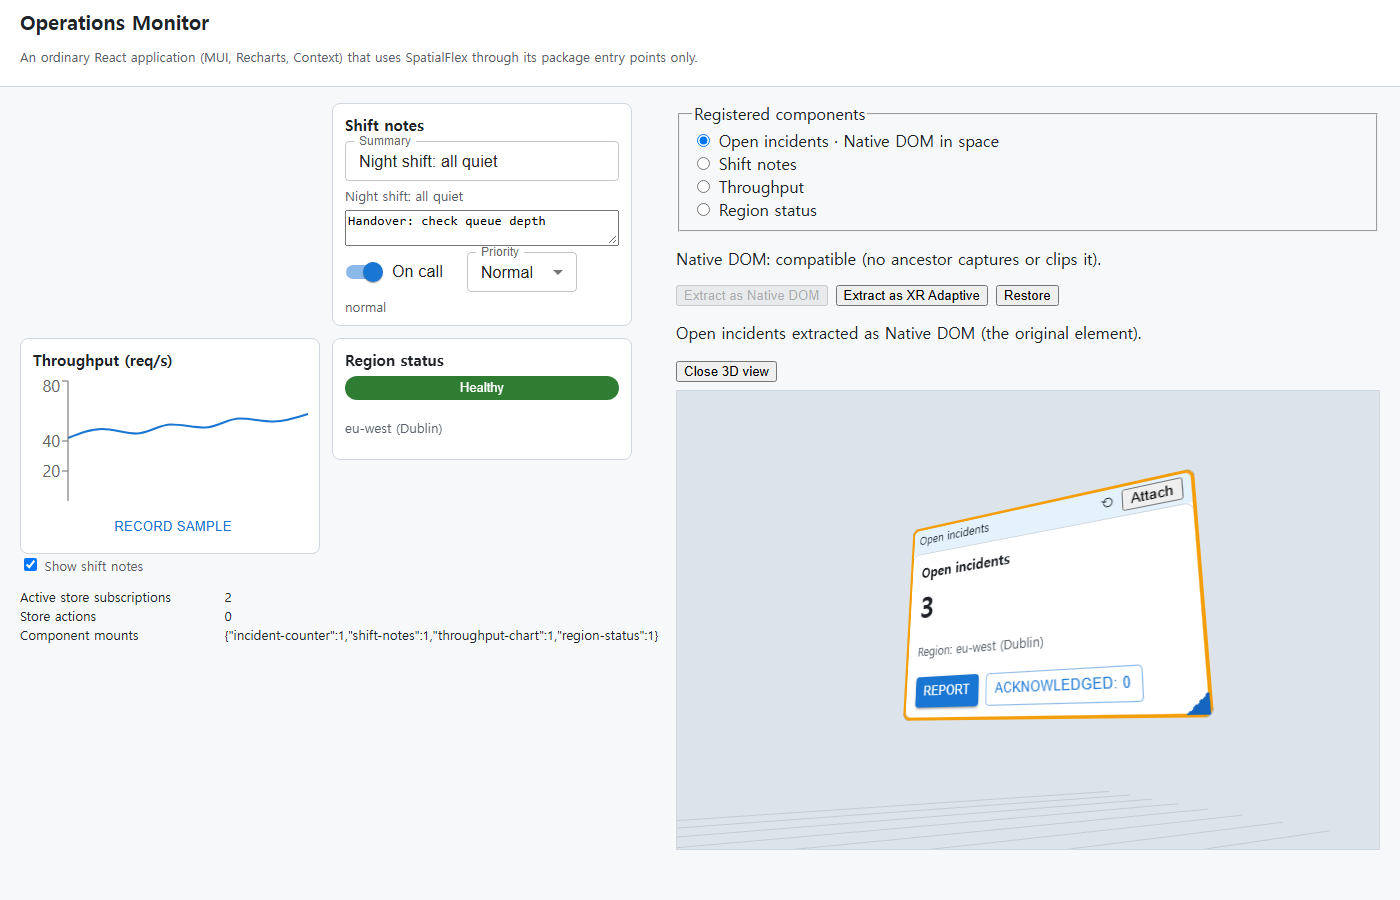 Operations Monitor
An ordinary React application (MUI, Recharts, Context) that uses SpatialFlex through its package entry points only.
Shift notes
Summary
Night shift: all quiet
Night shift: all quiet
Handover: check queue depth
On call
Priority
Normal
normal
Throughput (req/s)
80
40
20
RECORD SAMPLE
Region status
Healthy
eu-west (Dublin)
Show shift notes
Active store subscriptions 2
Store actions 0
Component mounts {"incident-counter":1,"shift-notes":1,"throughput-chart":1,"region-status":1}
Registered components
Open incidents · Native DOM in space
Shift notes
Throughput
Region status
Native DOM: compatible (no ancestor captures or clips it).
Extract as Native DOM Extract as XR Adaptive Restore
Open incidents extracted as Native DOM (the original element).
Close 3D view
Open incidents
Attach
Open incidents
3
Region: eu-west (Dublin)
REPORT ACKNOWLEDGED: 0